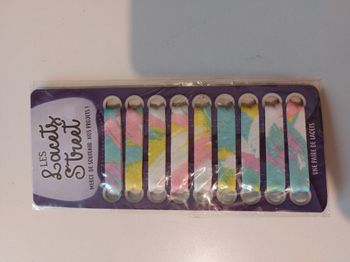 LES
Lacets
Street
MERCI DE SOUTENIR NOS PROJETS !
UNE PAIRE DE LACETS